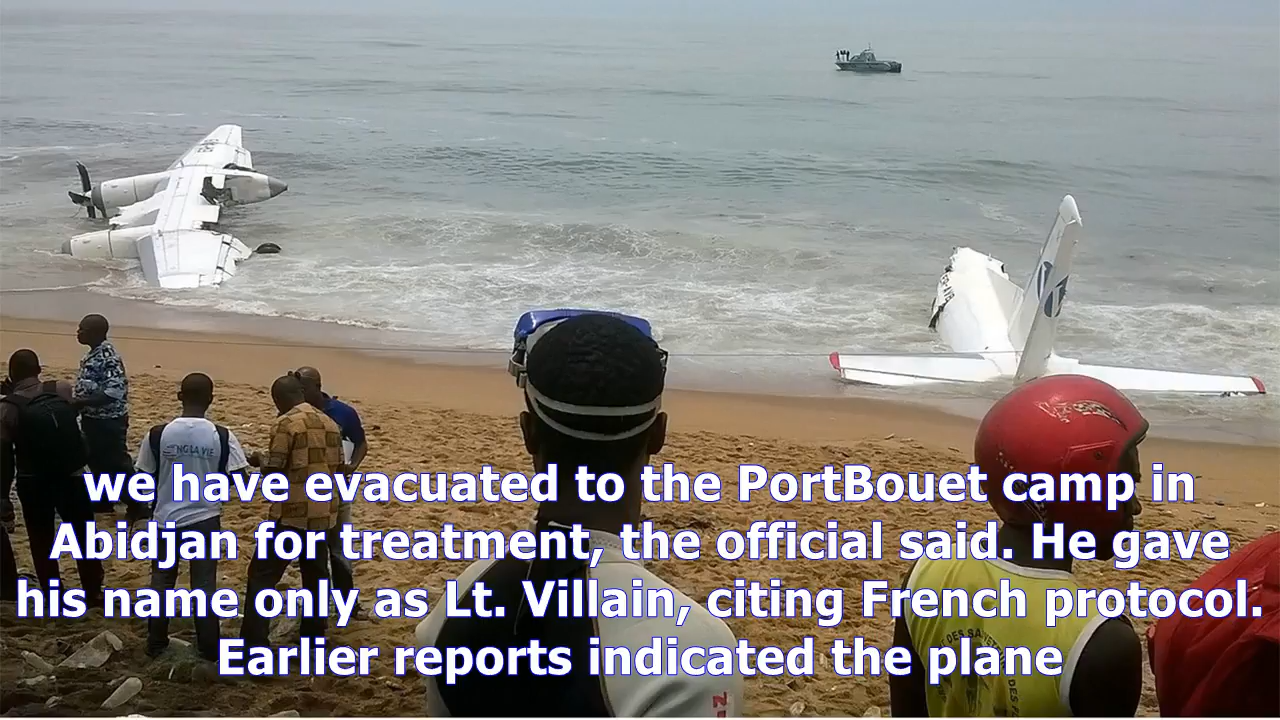 we have evacuated to the PortBouet camp in
Abidjan for treatment, the official said. He gave
his name only as Lt. Villain, citing French protocol.
Earlier reports indicated the plane